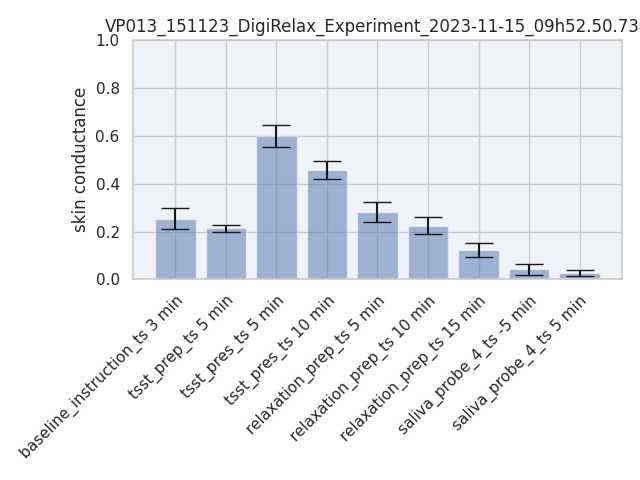 VP013_151123_DigiRelax_Experiment_2023-11-15_09h52.50.73
skin conductance
1.0
0.8
0.6
0.4
0.2
0.0
baseline_instruction_ts 3 min
tsst_prep_ts 5 min
tsst_pres_ts 5 min
tsst_pres_ts 10 min
relaxation_prep_ts 5 min
relaxation_prep_ts 10 min
relaxation_prep_ts 15 min
saliva_probe_4_ts -5 min
saliva_probe_4_ts 5 min